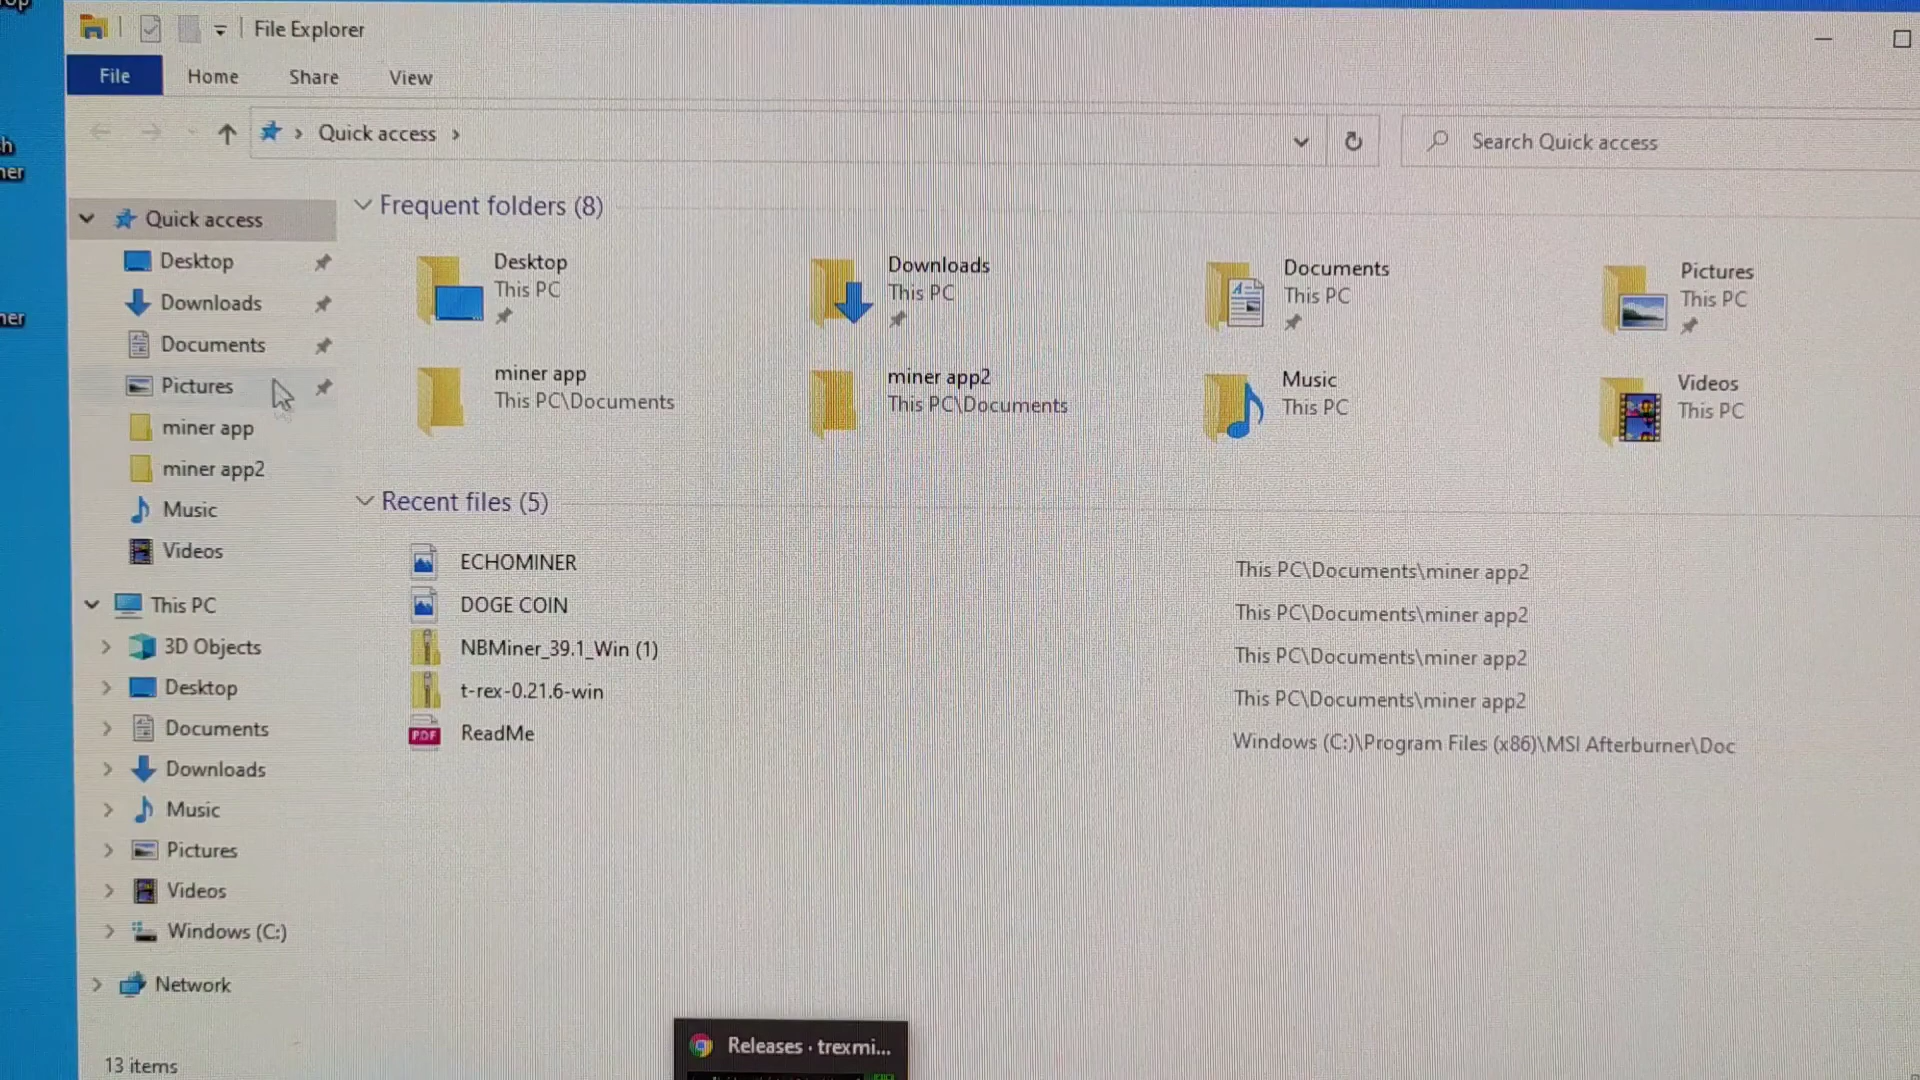 File Explorer
File Home Share View
Quick access
Search Quick access
Quick access
Desktop
Downloads
Documents
Pictures
miner app
miner app2
Music
Videos
This PC
3D Objects
Desktop
Documents
Downloads
Music
Pictures
Videos
Windows (C:)
Network
Frequent folders (8)
Desktop
This PC
Downloads
This PC
Documents
This PC
Pictures
This PC
miner app
This PC\Documents
miner app2
This PC\Documents
Music
This PC
Videos
This PC
Recent files (5)
ECHOMINER This PC\Documents\miner app2
DOGE COIN This PC\Documents\miner app2
NBMiner_39.1_Win (1) This PC\Documents\miner app2
t-rex-0.21.6-win This PC\Documents\miner app2
PDF ReadMe Windows (C:)\Program Files (x86)\MSI Afterburner\Doc
13 items
Releases · trexmi...